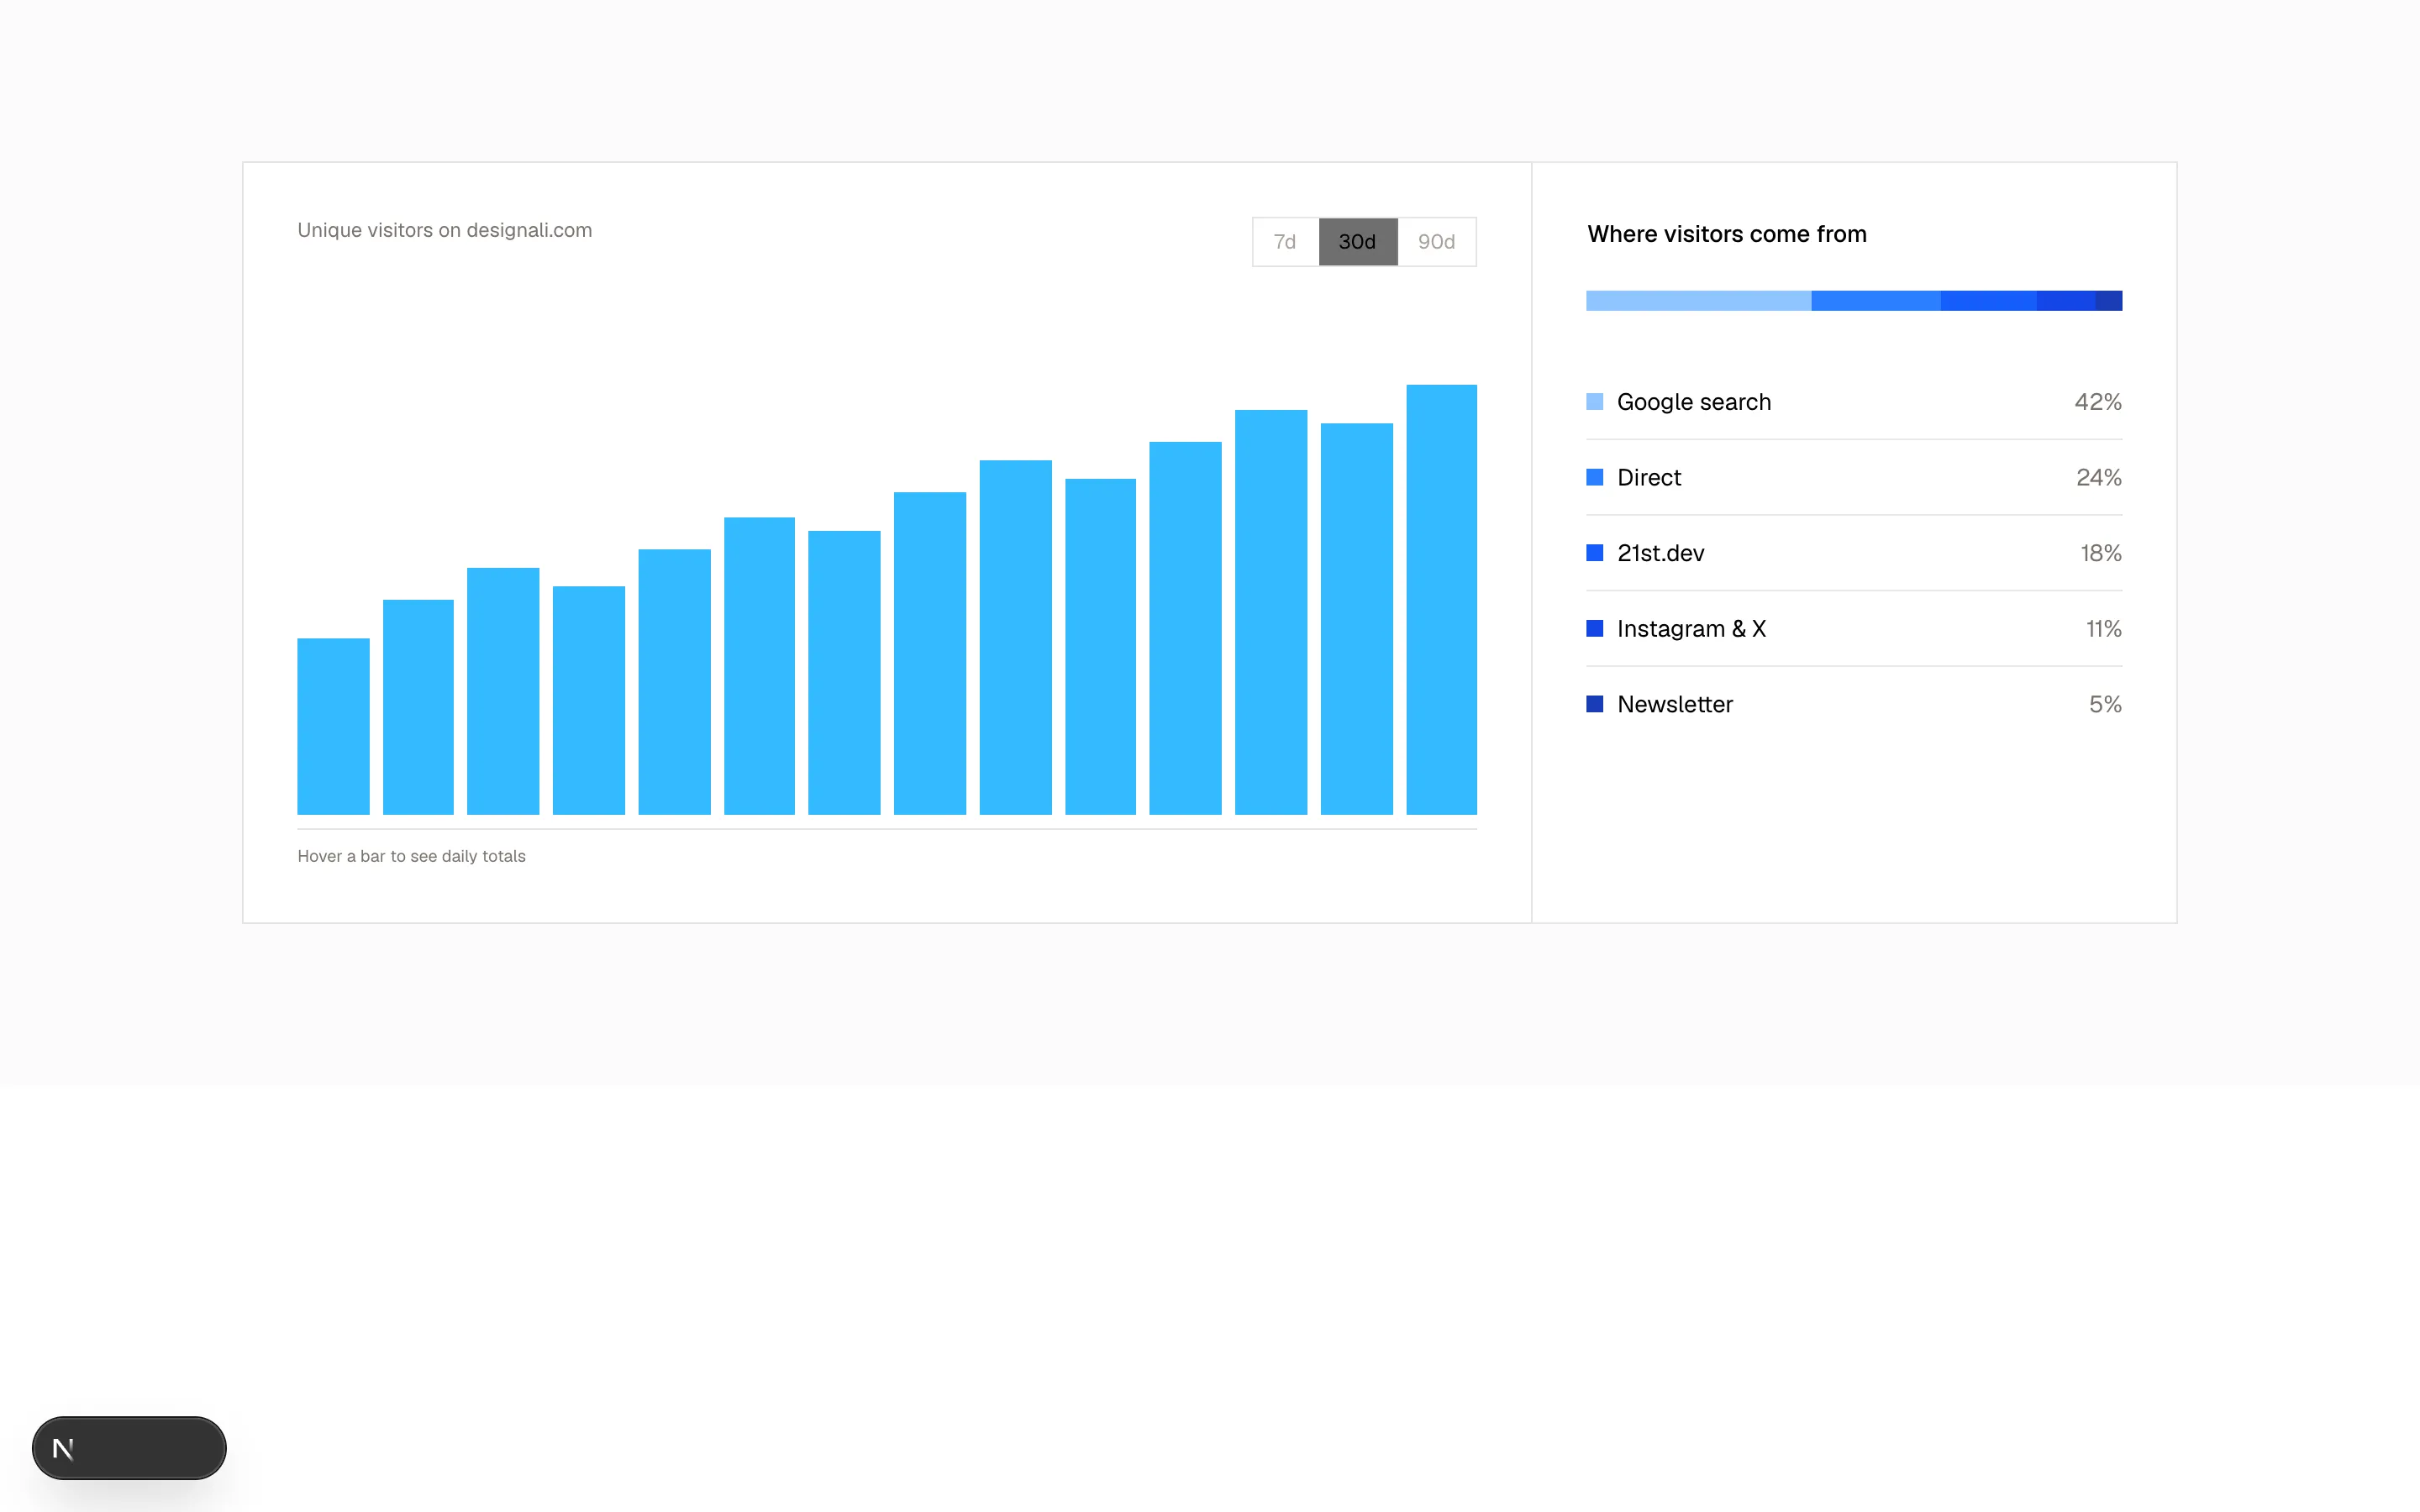 Unique visitors on designali.com
7d 30d 90d
Hover a bar to see daily totals
Where visitors come from
Google search 42%
Direct 24%
21st.dev 18%
Instagram & X 11%
Newsletter 5%
N